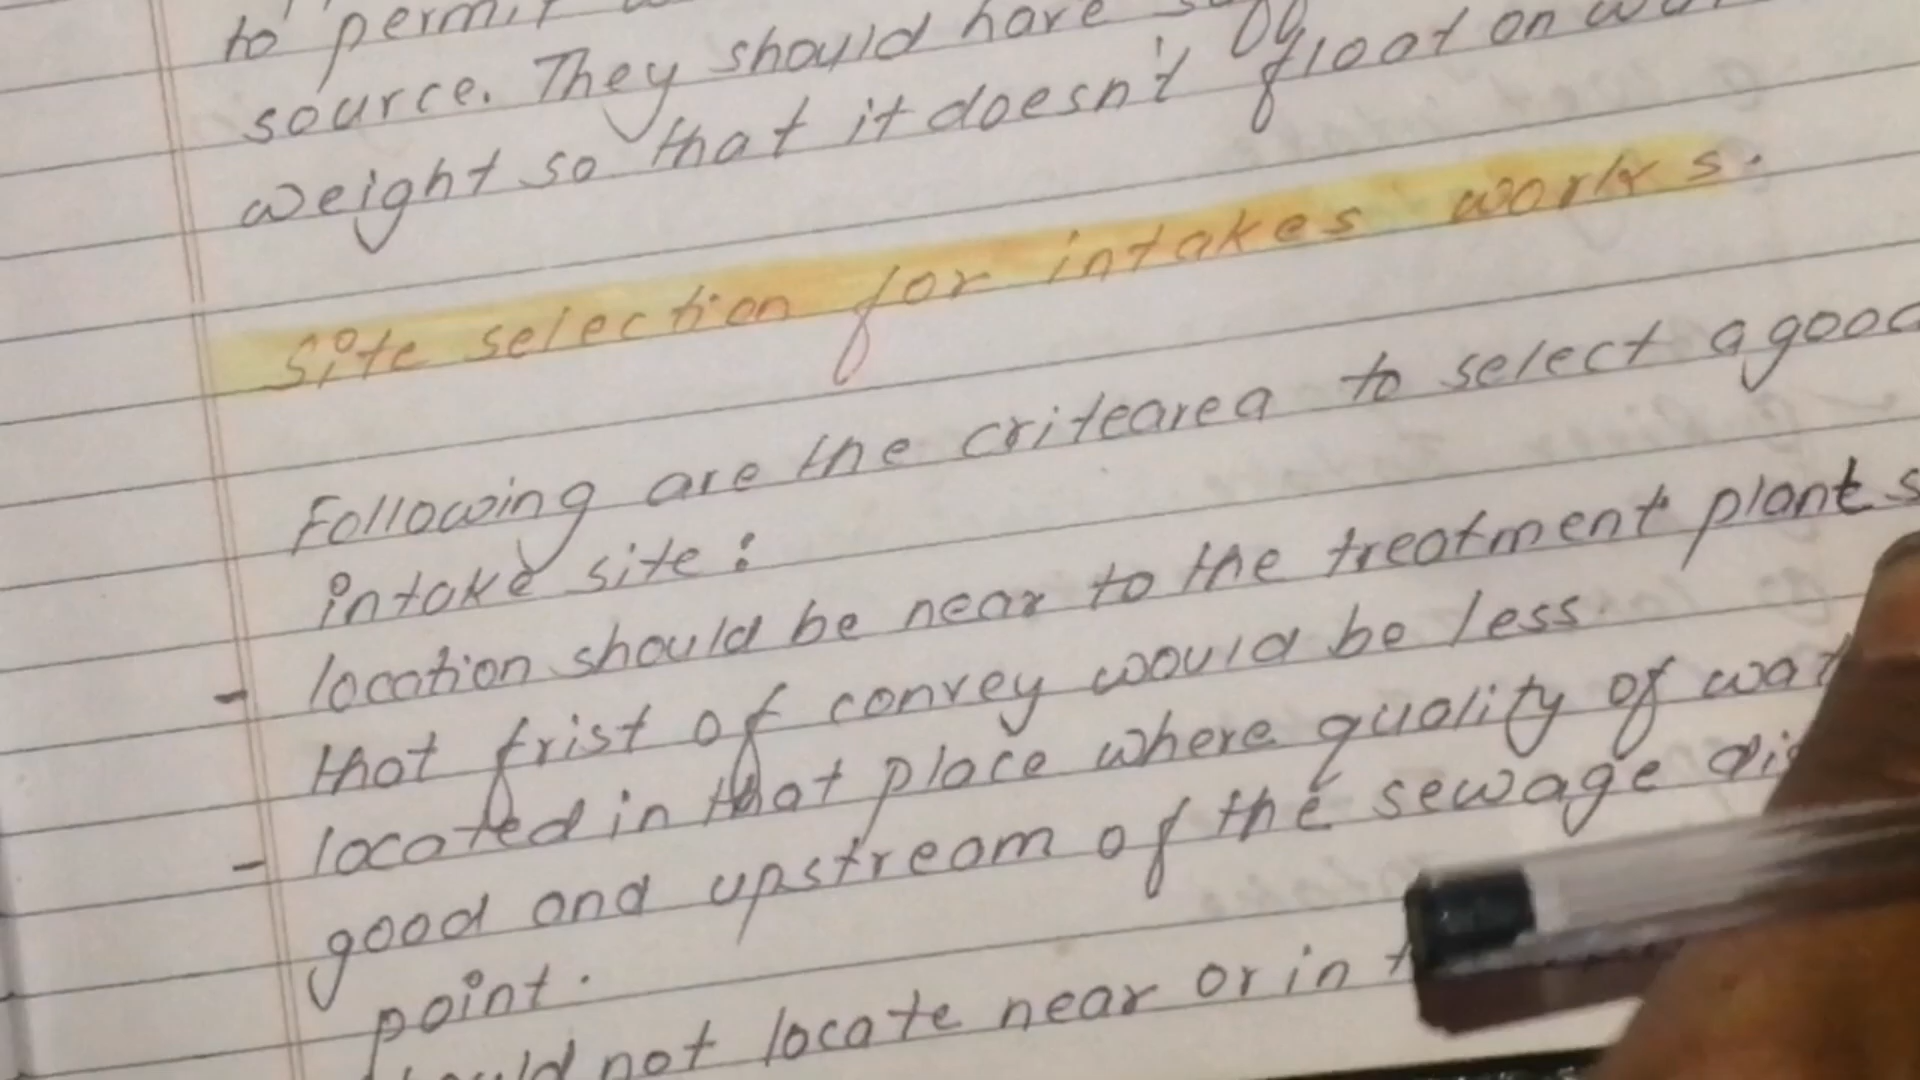 to permit
source. They should have
weight so that it doesn't float on
Site selection for intakes works.
Following are the critearea to select a good
intake site:
- location should be near to the treatment plant s
that frist of convey would be less
- located in that place where quality of wat
good and upstream of the sewage dis
point.
not locate near or in